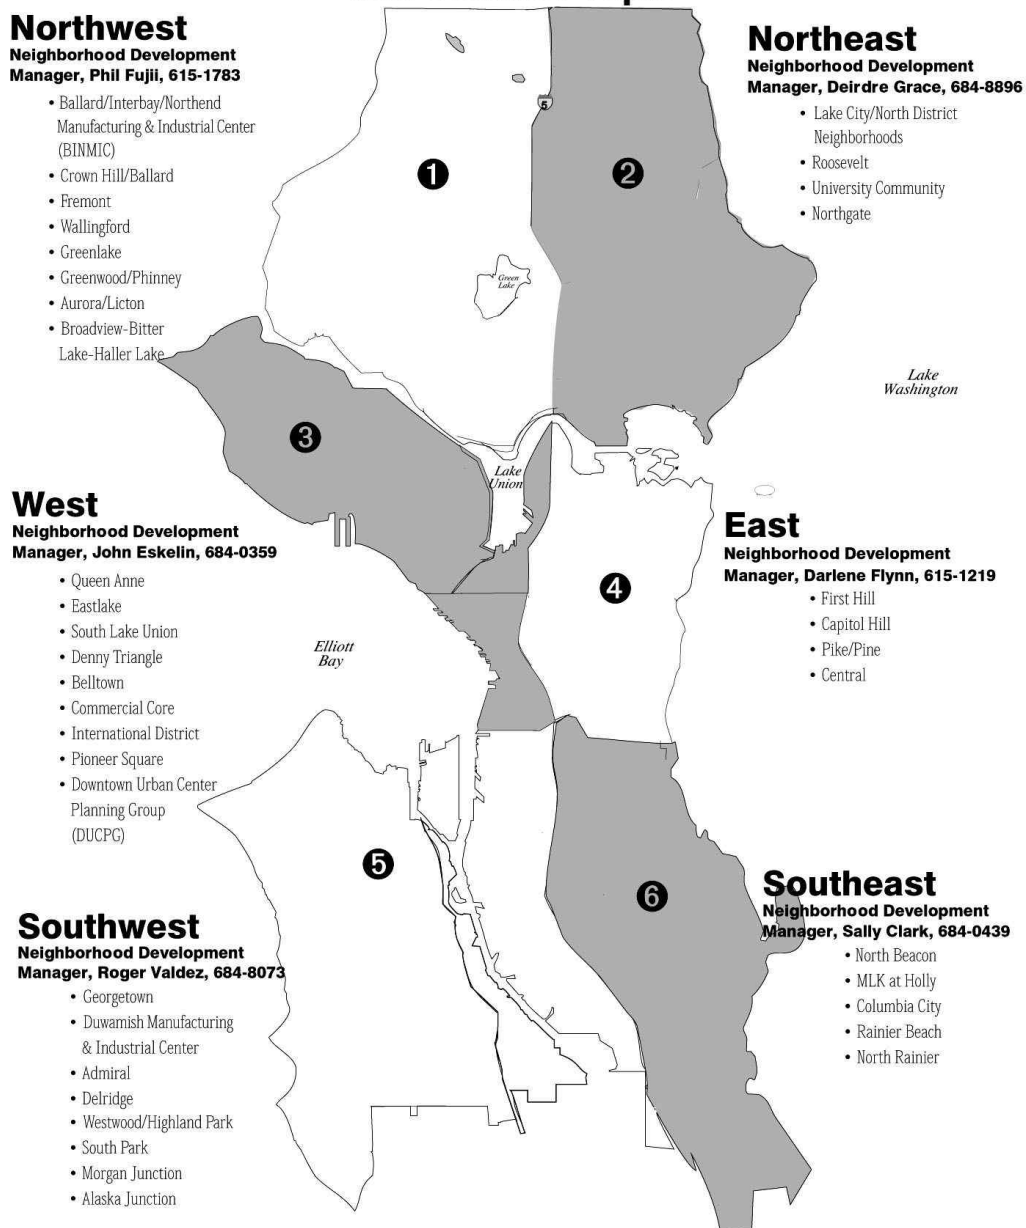 Northwest
Neighborhood Development
Manager, Phil Fujii, 615-1783
• Ballard/Interbay/Northend
Manufacturing & Industrial Center
(BINMIC)
• Crown Hill/Ballard
• Fremont
• Wallingford
• Greenlake
• Greenwood/Phinney
• Aurora/Licton
• Broadview-Bitter
Lake-Haller Lake
Northeast
Neighborhood Development
Manager, Deirdre Grace, 684-8896
• Lake City/North District
Neighborhoods
• Roosevelt
• University Community
• Northgate
5
1
2
Green
Lake
Lake
Washington
3
Lake
Union
West
Neighborhood Development
Manager, John Eskelin, 684-0359
• Queen Anne
• Eastlake
• South Lake Union
• Denny Triangle
• Belltown
• Commercial Core
• International District
• Pioneer Square
• Downtown Urban Center
Planning Group
(DUCPG)
East
Neighborhood Development
Manager, Darlene Flynn, 615-1219
• First Hill
• Capitol Hill
• Pike/Pine
• Central
4
Elliott
Bay
5
6
Southeast
Neighborhood Development
Manager, Sally Clark, 684-0439
• North Beacon
• MLK at Holly
• Columbia City
• Rainier Beach
• North Rainier
Southwest
Neighborhood Development
Manager, Roger Valdez, 684-8073
• Georgetown
• Duwamish Manufacturing
& Industrial Center
• Admiral
• Delridge
• Westwood/Highland Park
• South Park
• Morgan Junction
• Alaska Junction